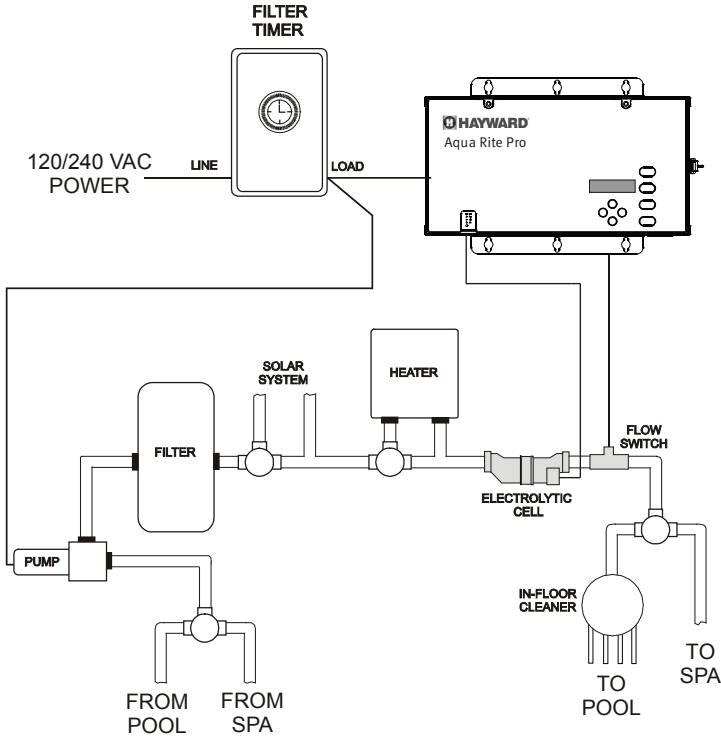 FILTER
TIMER
HAYWARD
Aqua Rite Pro
120/240 VAC
POWER
LINE
LOAD
SOLAR
SYSTEM
HEATER
FILTER
FLOW
SWITCH
ELECTROLYTIC
CELL
PUMP
IN-FLOOR
CLEANER
TO
SPA
TO
POOL
FROM
POOL
FROM
SPA